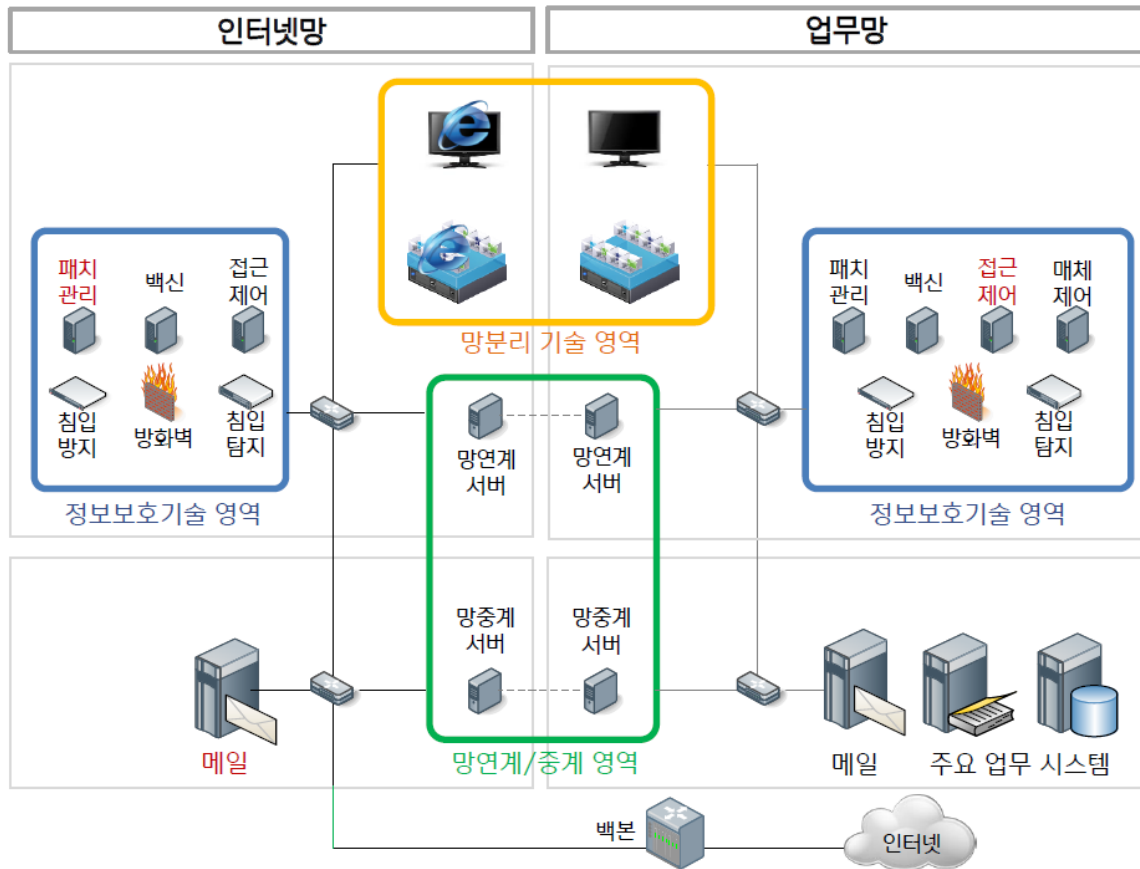 인터넷망
업무망
망분리 기술 영역
패치
관리
백신
접근
제어
침입
방지
방화벽
침입
탐지
정보보호기술 영역
패치
관리
백신
접근
제어
매체
제어
침입
방지
방화벽
침입
탐지
정보보호기술 영역
망연계
서버
망연계
서버
망중계
서버
망중계
서버
망연계/중계 영역
메일
메일
주요 업무 시스템
백본
인터넷